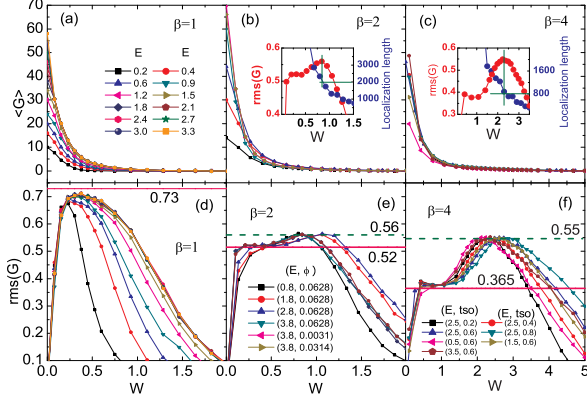 (a) β=1
(b) β=2
(c) β=4
<G>
70
60
50
40
30
20
10
0
E E
0.2 0.4
0.6 0.9
1.2 1.5
1.8 2.1
2.4 2.7
3.0 3.3
rms(G)
0.6
0.5
0.4
Localization length
3000
2000
1000
0.5 1.0 1.5
W
rms(G)
0.6
0.5
0.4
0.3
Localization length
1600
800
1 2 3
W
0.73
(d) β=1
β=2 (e)
0.56
0.52
β=4 (f)
0.55
0.365
rms(G)
0.7
0.6
0.5
0.4
0.3
0.2
0.1
(E, ϕ)
(0.8, 0.0628)
(1.8, 0.0628)
(2.8, 0.0628)
(3.8, 0.0628)
(3.8, 0.0031)
(3.8, 0.0314)
(E, tso) (E, tso)
(2.5, 0.2) (2.5, 0.4)
(2.5, 0.6) (2.5, 0.8)
(0.5, 0.6) (1.5, 0.6)
(3.5, 0.6)
0.0 0.5 1.0 1.5 0.0 0.5 1.0 1.5 0 1 2 3 4 5
W W W